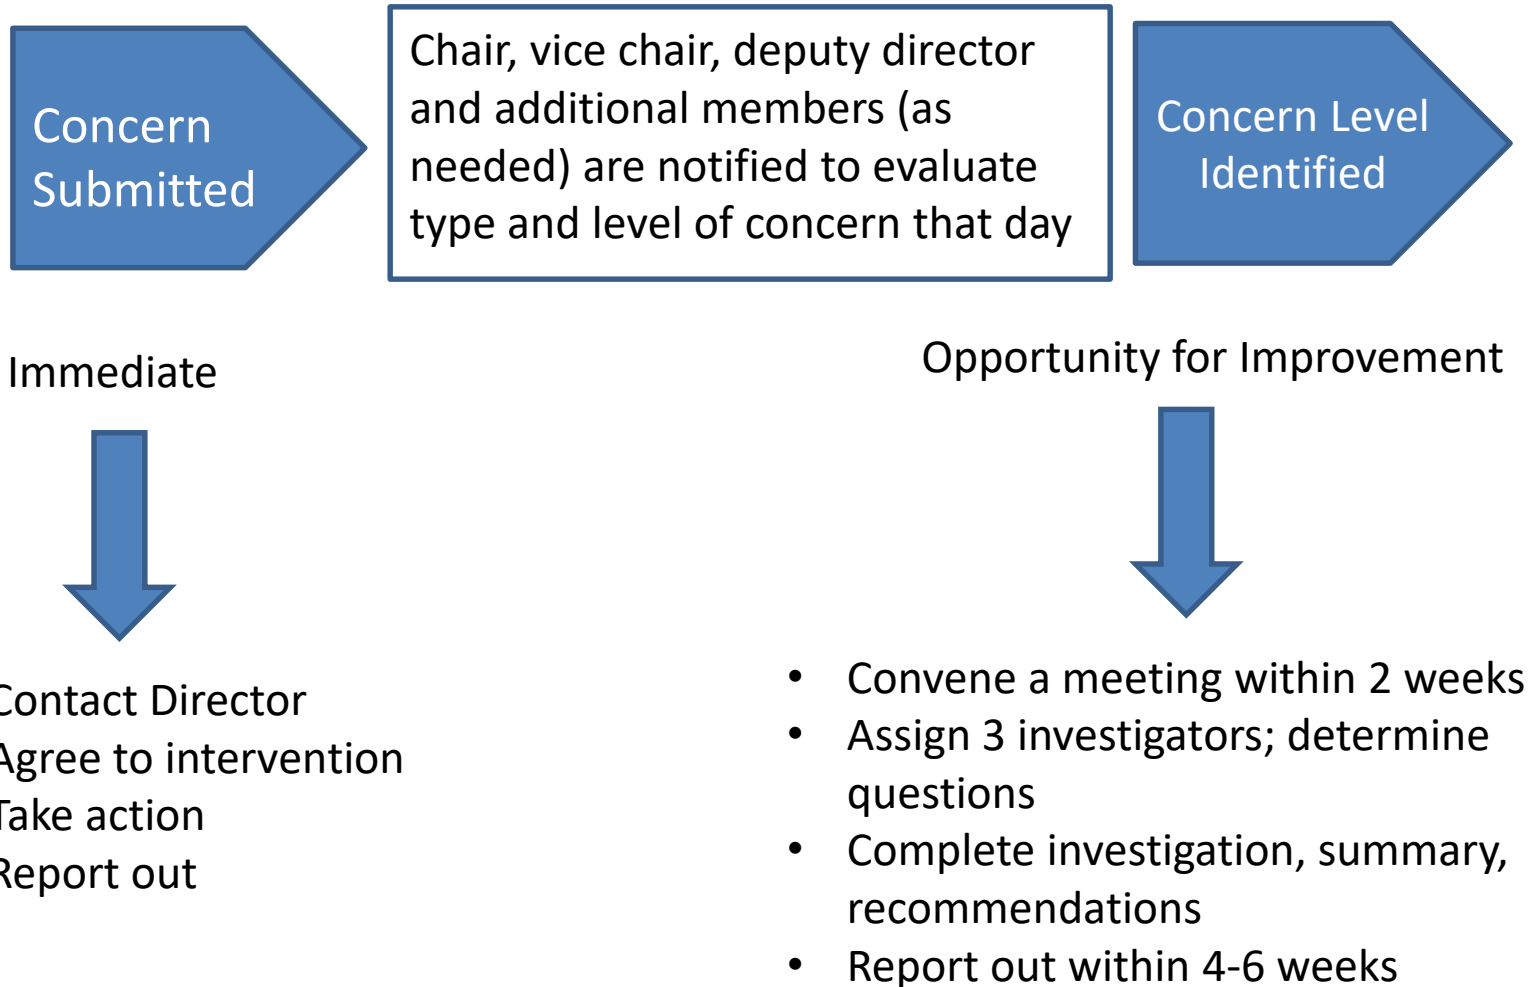 Concern
Submitted
Chair, vice chair, deputy director
and additional members (as
needed) are notified to evaluate
type and level of concern that day
Concern Level
Identified
Immediate
Contact Director
Agree to intervention
Take action
Report out
Opportunity for Improvement
• Convene a meeting within 2 weeks
• Assign 3 investigators; determine
questions
• Complete investigation, summary,
recommendations
• Report out within 4-6 weeks